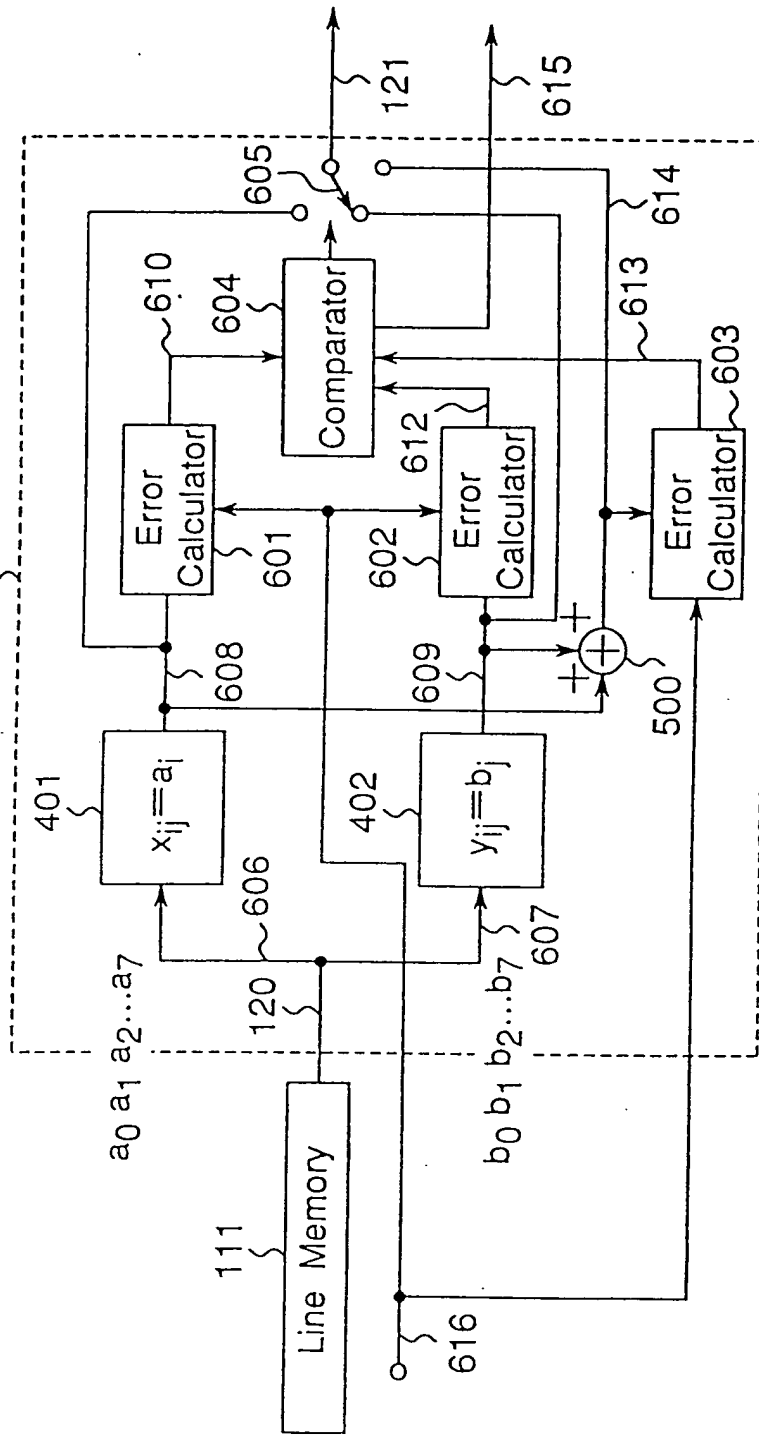 111
Line Memory
616
a0 a1 a2...a7
b0 b1 b2...b7
120
606
607
401
xij=ai
402
yij=bj
608
609
+
+
+
500
Error
Calculator
601
602
Error
Calculator
Error
Calculator
603
610
612
613
614
604
Comparator
605
121
615